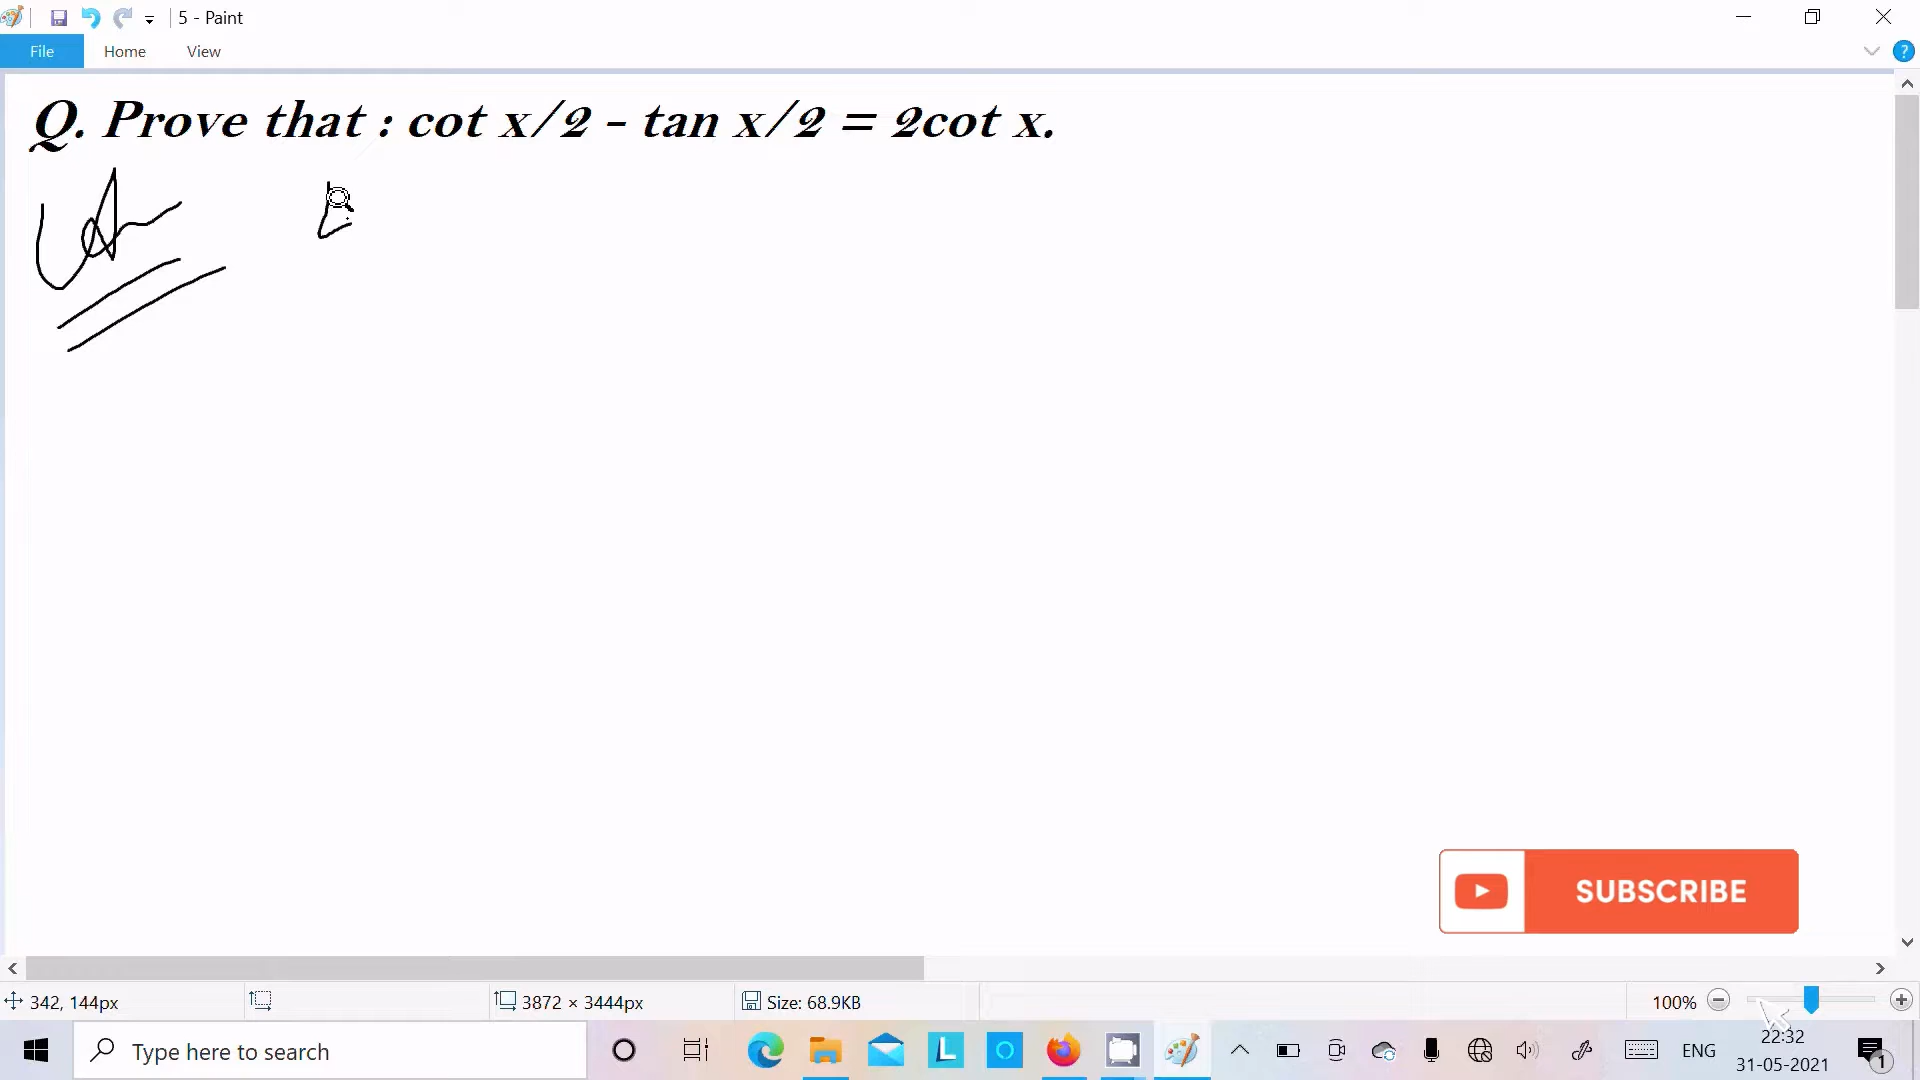 5 - Paint
File Home View
Q. Prove that : cot x/2 - tan x/2 = 2cot x.
L
SUBSCRIBE
342, 144px 3872 × 3444px Size: 68.9KB 100%
Type here to search ENG 22:32
31-05-2021 1